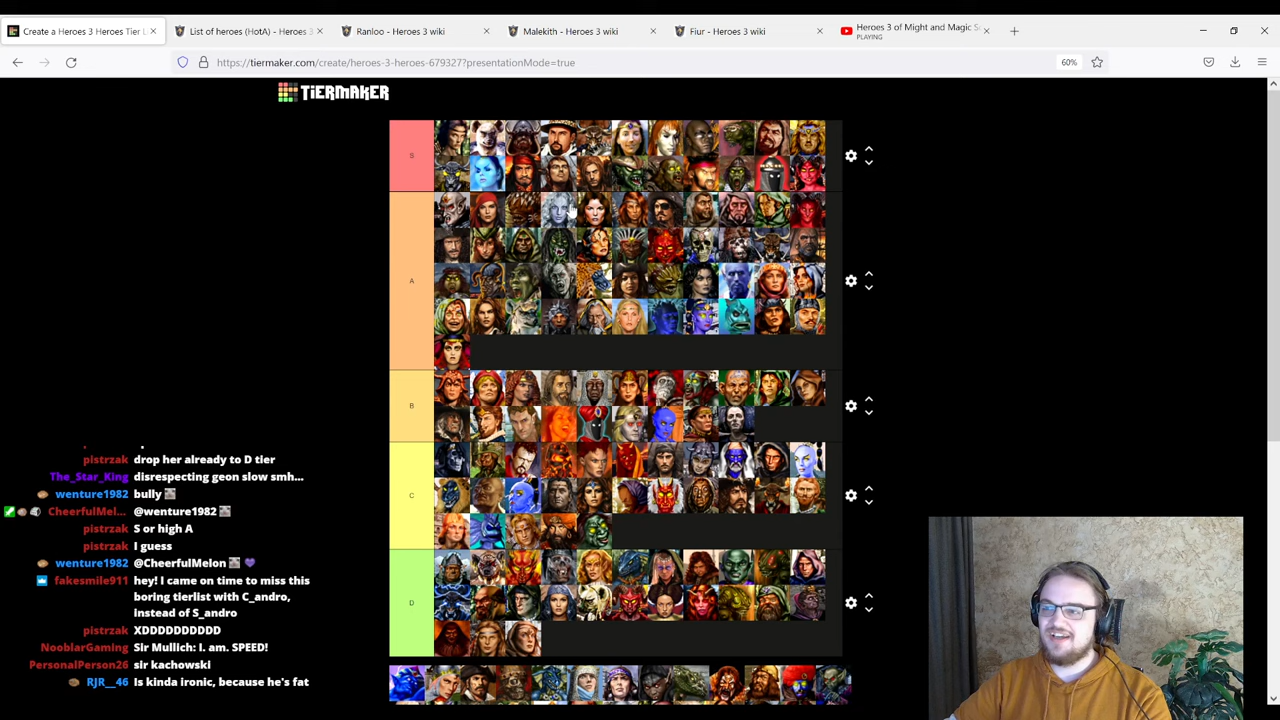 Create a Heroes 3 Heroes Tier L
List of heroes (HotA) - Heroes 3
Ranloo - Heroes 3 wiki
Malekith - Heroes 3 wiki
Fiur - Heroes 3 wiki
Heroes 3 of Might and Magic S
PLAYING
https://tiermaker.com/create/heroes-3-heroes-679327?presentationMode=true
60%
TiERMAKER
S
A
B
C
D
pistrzak drop her already to D tier
The_Star_King disrespecting geon slow smh...
wenture1982 bully
CheerfulMel... @wenture1982
pistrzak S or high A
pistrzak I guess
wenture1982 @CheerfulMelon
fakesmile911 hey! I came on time to miss this
boring tierlist with C_andro,
instead of S_andro
pistrzak XDDDDDDDDDD
NooblarGaming Sir Mullich: I. am. SPEED!
PersonalPerson26 sir kachowski
RJR__46 Is kinda ironic, because he's fat